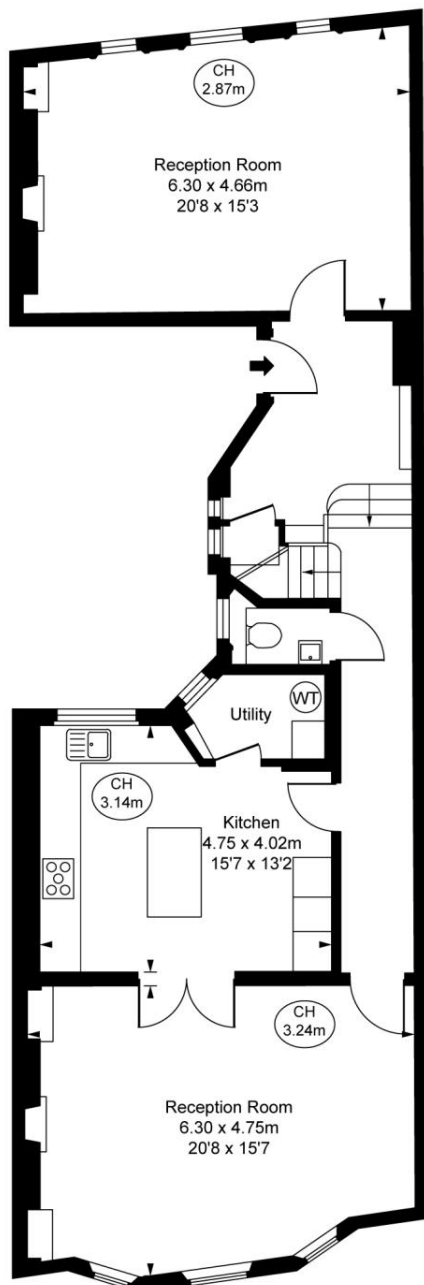 CH
2.87m
Reception Room
6.30 x 4.66m
20'8 x 15'3
WT
Utility
CH
3.14m
Kitchen
4.75 x 4.02m
15'7 x 13'2
CH
3.24m
Reception Room
6.30 x 4.75m
20'8 x 15'7